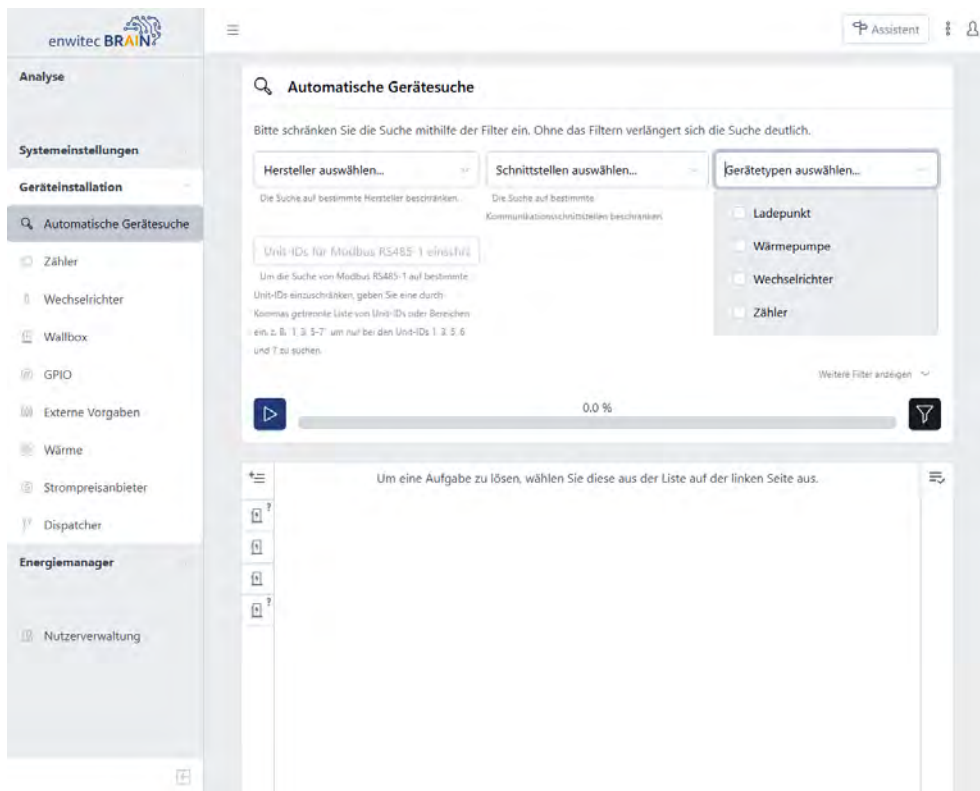 enwitec BRAIN
Assistent
Analyse
Systemeinstellungen
Geräteinstallation
Automatische Gerätesuche
Zähler
Wechselrichter
Wallbox
GPIO
Externe Vorgaben
Wärme
Strompreisanbieter
Dispatcher
Energiemanager
Nutzerverwaltung
Automatische Gerätesuche
Bitte schränken Sie die Suche mithilfe der Filter ein. Ohne das Filtern verlängert sich die Suche deutlich.
Hersteller auswählen...
Die Suche auf bestimmte Hersteller beschränken.
Schnittstellen auswählen...
Die Suche auf bestimmte
Kommunikationsschnittstellen beschränken.
Gerätetypen auswählen...
Ladepunkt
Wärmepumpe
Wechselrichter
Zähler
Unit-IDs für Modbus RS485-1
Um die Suche von Modbus RS485-1 auf bestimmte
Unit-IDs einzuschränken, geben Sie eine durch
Kommas getrennte Liste von Unit-IDs oder Bereichen
ein, z. B. '1, 3, 5-7' um nur bei den Unit-IDs 1, 3, 5, 6
und 7 zu suchen.
Weitere Filter anzeigen
0.0 %
Um eine Aufgabe zu lösen, wählen Sie diese aus der Liste auf der linken Seite aus.
?
?